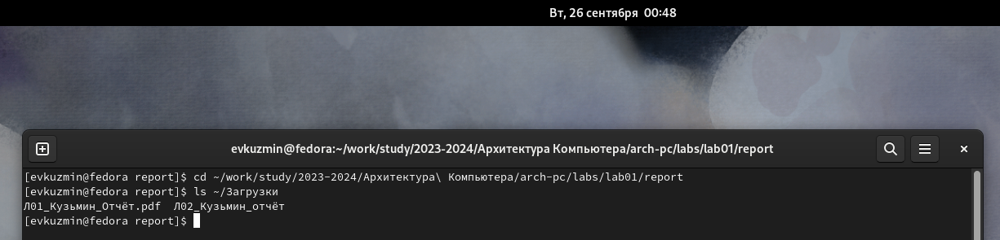 Вт, 26 сентября 00:48
evkuzmin@fedora:~/work/study/2023-2024/Архитектура Компьютера/arch-pc/labs/lab01/report
[evkuzmin@fedora report]$ cd ~/work/study/2023-2024/Архитектура\ Компьютера/arch-pc/labs/lab01/report
[evkuzmin@fedora report]$ ls ~/Загрузки
Л01_Кузьмин_Отчёт.pdf  Л02_Кузьмин_отчёт
[evkuzmin@fedora report]$